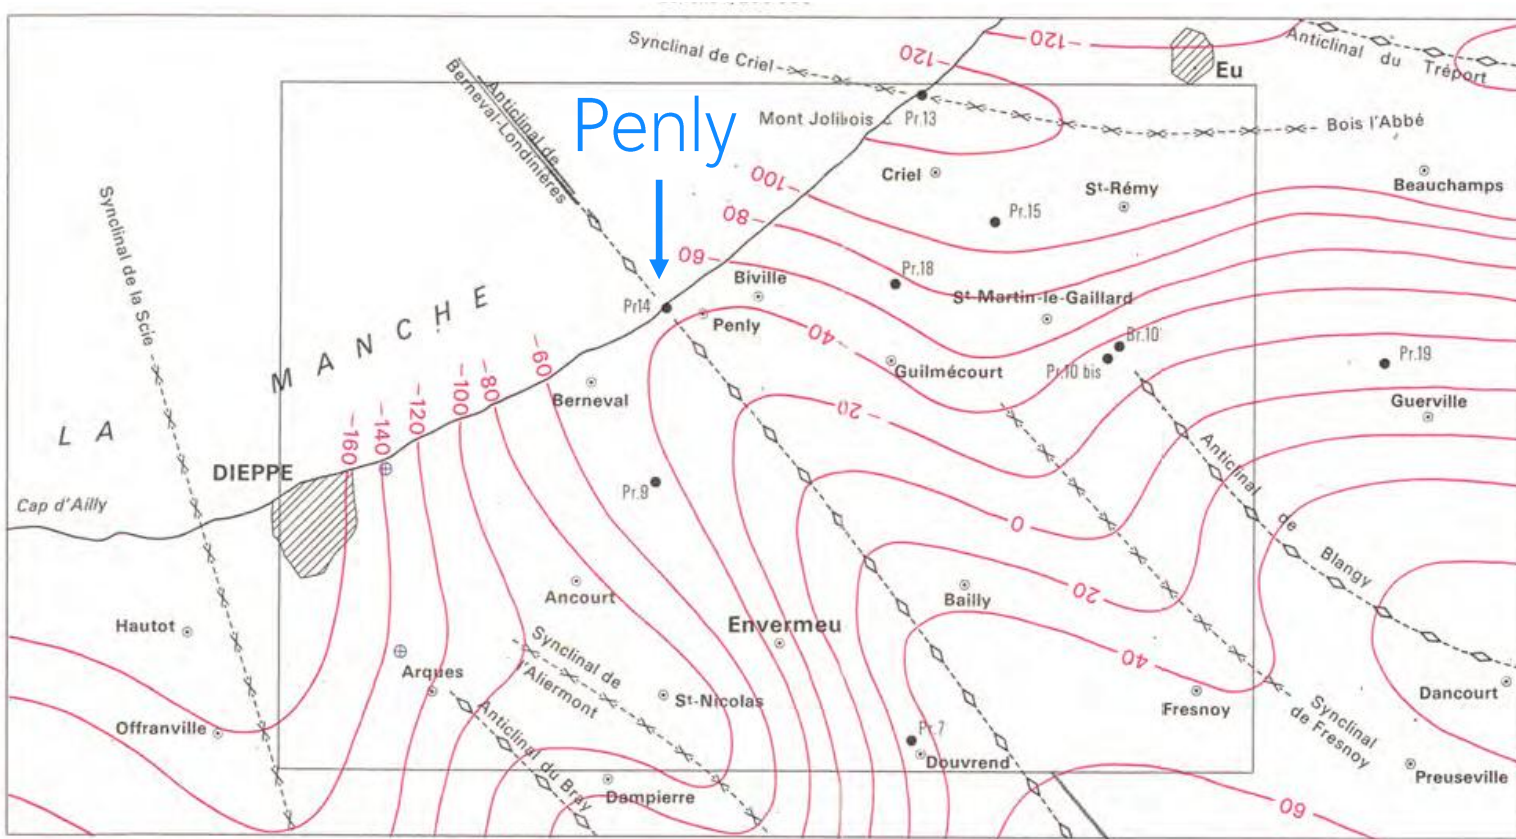 Synclinal de Criel
-120-
120-
Eu
Anticlinal du Tréport
Anticlinal de
Berneval-Londinières
Penly
Mont Jolibois
Pr.13
Bois l'Abbé
Criel
100-
St-Rémy
Beauchamps
Synclinal de la Scie
80-
Pr.15
60-
Pr.18
Biville
St-Martin-le-Gaillard
LA MANCHE
Pr14
Penly
-40-
Br.10
Pr.10 bis
Pr.19
Guilmécourt
-60
-80
-100
-120
-140
-160
Berneval
-20-
Guerville
DIEPPE
Cap d'Ailly
Pr.9
Anticlinal de Blangy
0
Ancourt
Bailly
20
Hautot
Envermeu
Synclinal de
l'Aliermont
40
Arques
St-Nicolas
Fresnoy
Dancourt
Offranville
Anticlinal du Bray
Pr.7
Douvrend
Synclinal
de Fresnoy
Preuseville
Dampierre
60